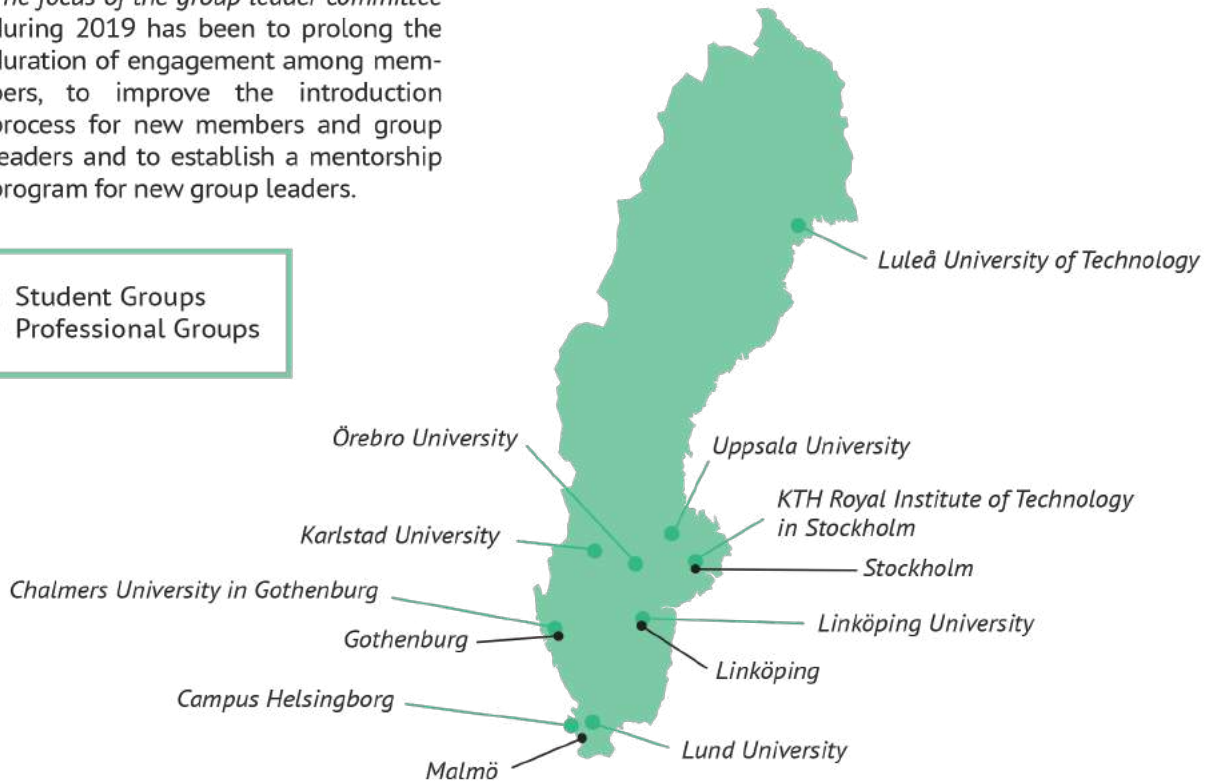 the focus of the group leader committee
during 2019 has been to prolong the
duration of engagement among mem-
bers, to improve the introduction
process for new members and group
leaders and to establish a mentorship
program for new group leaders.
Student Groups
Professional Groups
Luleå University of Technology
Örebro University
Uppsala University
KTH Royal Institute of Technology
in Stockholm
Karlstad University
Stockholm
Chalmers University in Gothenburg
Linköping University
Gothenburg
Linköping
Campus Helsingborg
Lund University
Malmö